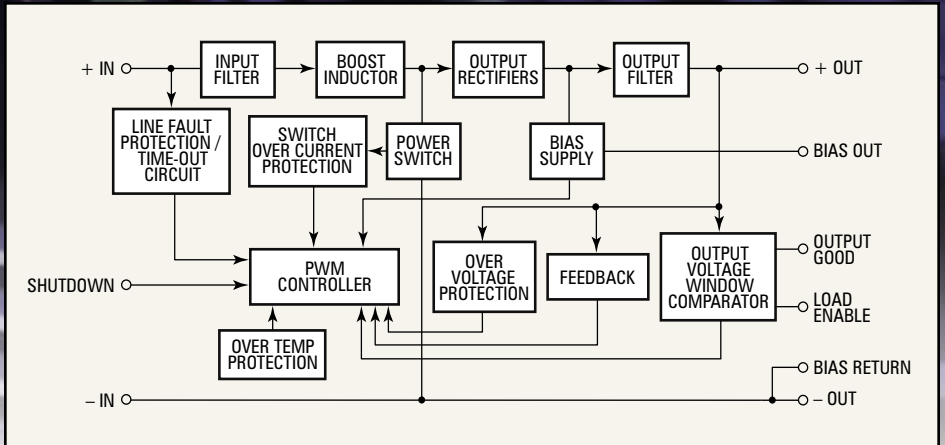 + IN
INPUT
FILTER
BOOST
INDUCTOR
OUTPUT
RECTIFIERS
OUTPUT
FILTER
+ OUT
LINE FAULT
PROTECTION /
TIME-OUT
CIRCUIT
SWITCH
OVER CURRENT
PROTECTION
POWER
SWITCH
BIAS
SUPPLY
BIAS OUT
SHUTDOWN
PWM
CONTROLLER
OVER
VOLTAGE
PROTECTION
FEEDBACK
OUTPUT
VOLTAGE
WINDOW
COMPARATOR
OUTPUT
GOOD
LOAD
ENABLE
OVER TEMP
PROTECTION
BIAS RETURN
– IN
– OUT